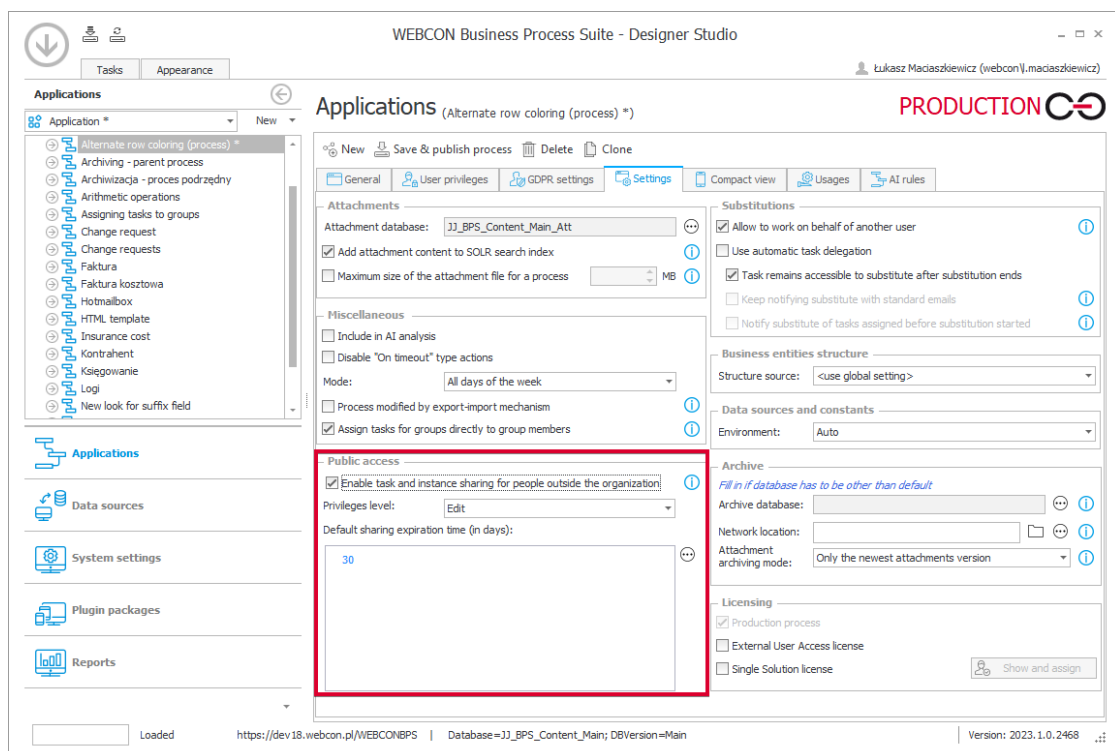 WEBCON Business Process Suite - Designer Studio
Tasks
Appearance
Łukasz Maciaszkiewicz (webcon\l.maciaszkiewicz)
Applications
Application *
New
Alternate row coloring (process) *
Archiving - parent process
Archiwizacja - proces podrzędny
Arithmetic operations
Assigning tasks to groups
Change request
Change requests
Faktura
Faktura kosztowa
Hotmailbox
HTML template
Insurance cost
Kontrahent
Księgowanie
Logi
New look for suffix field
Applications
Data sources
System settings
Plugin packages
Reports
Applications (Alternate row coloring (process) *)
PRODUCTION
New
Save & publish process
Delete
Clone
General
User privileges
GDPR settings
Settings
Compact view
Usages
AI rules
Attachments
Attachment database: JJ_BPS_Content_Main_Att
Add attachment content to SOLR search index
Maximum size of the attachment file for a process MB
Miscellaneous
Include in AI analysis
Disable "On timeout" type actions
Mode: All days of the week
Process modified by export-import mechanism
Assign tasks for groups directly to group members
Public access
Enable task and instance sharing for people outside the organization
Privileges level: Edit
Default sharing expiration time (in days):
30
Substitutions
Allow to work on behalf of another user
Use automatic task delegation
Task remains accessible to substitute after substitution ends
Keep notifying substitute with standard emails
Notify substitute of tasks assigned before substitution started
Business entities structure
Structure source: <use global setting>
Data sources and constants
Environment: Auto
Archive
Fill in if database has to be other than default
Archive database:
Network location:
Attachment
archiving mode: Only the newest attachments version
Licensing
Production process
External User Access license
Single Solution license
Show and assign
Loaded
https://dev18.webcon.pl/WEBCONBPS | Database=JJ_BPS_Content_Main; DBVersion=Main
Version: 2023.1.0.2468